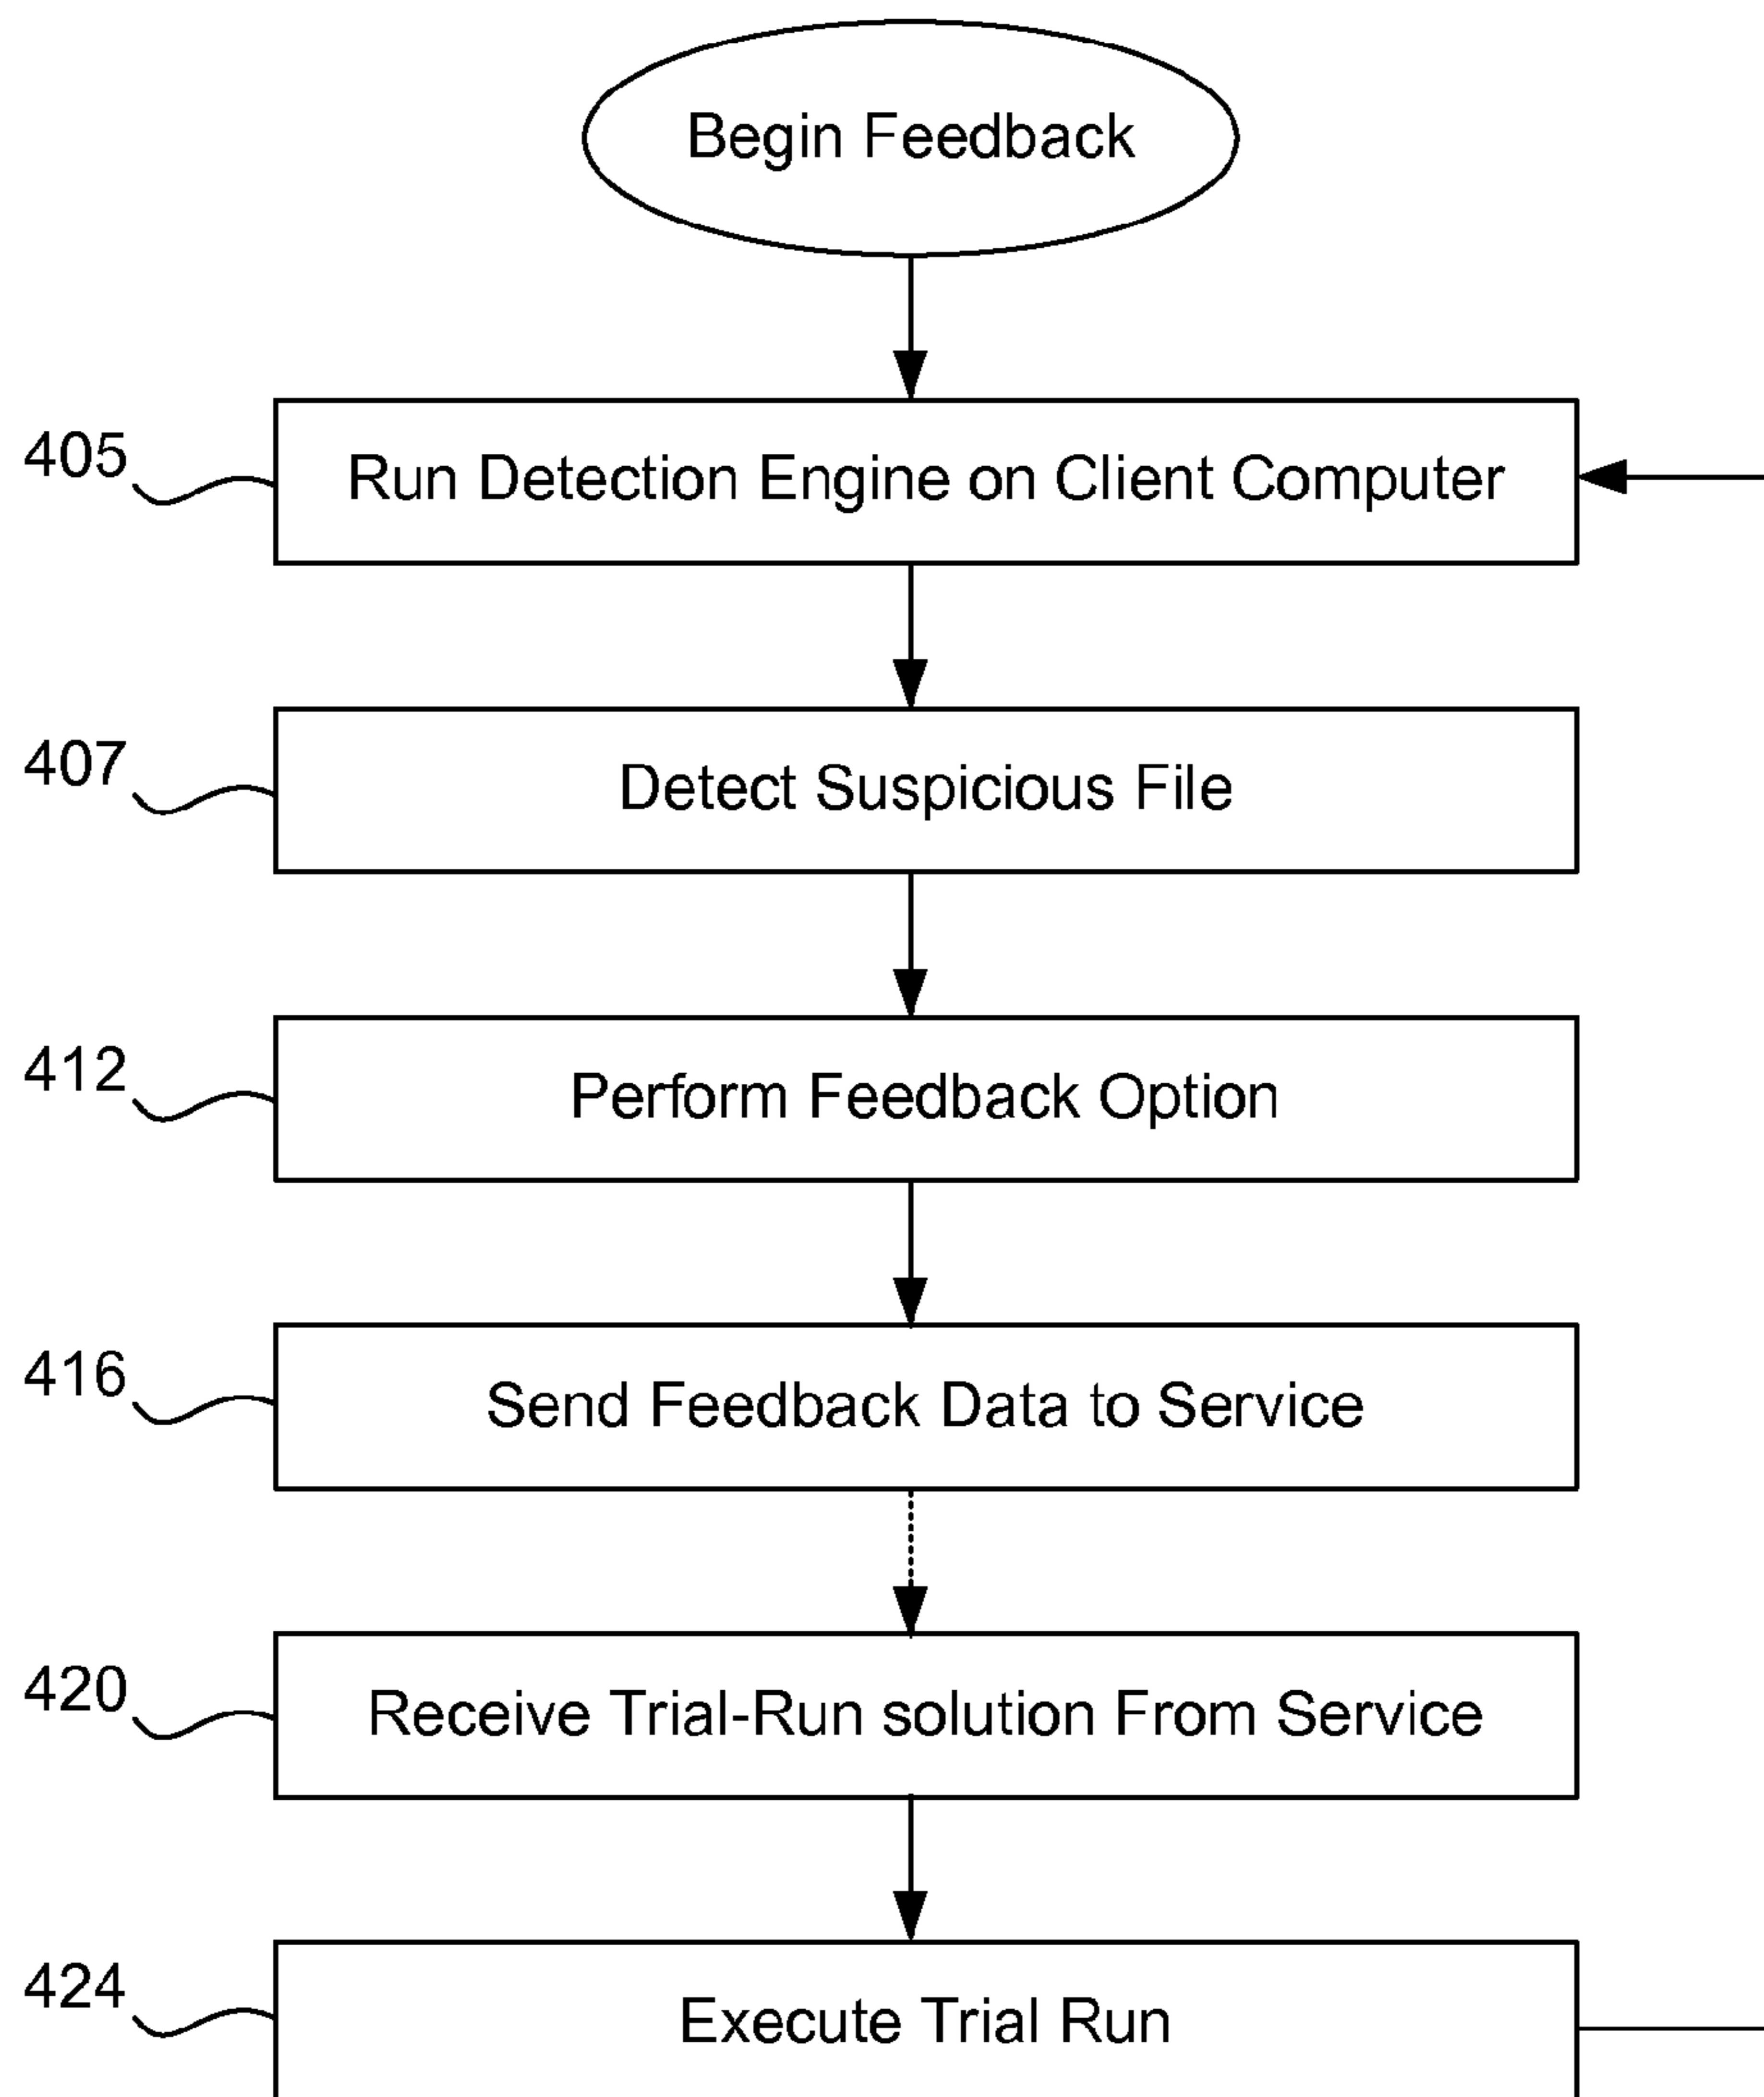 Begin Feedback
405
Run Detection Engine on Client Computer
407
Detect Suspicious File
412
Perform Feedback Option
416
Send Feedback Data to Service
420
Receive Trial-Run solution From Service
424
Execute Trial Run